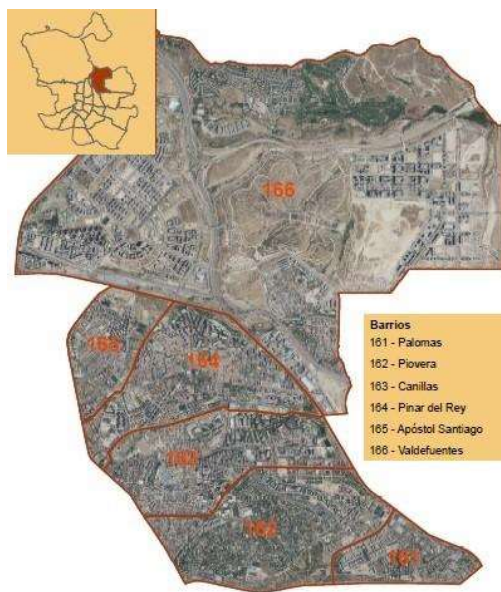 166
165
164
163
162
161
Barrios
161 - Palomas
162 - Piovera
163 - Canillas
164 - Pinar del Rey
165 - Apóstol Santiago
166 - Valdefuentes